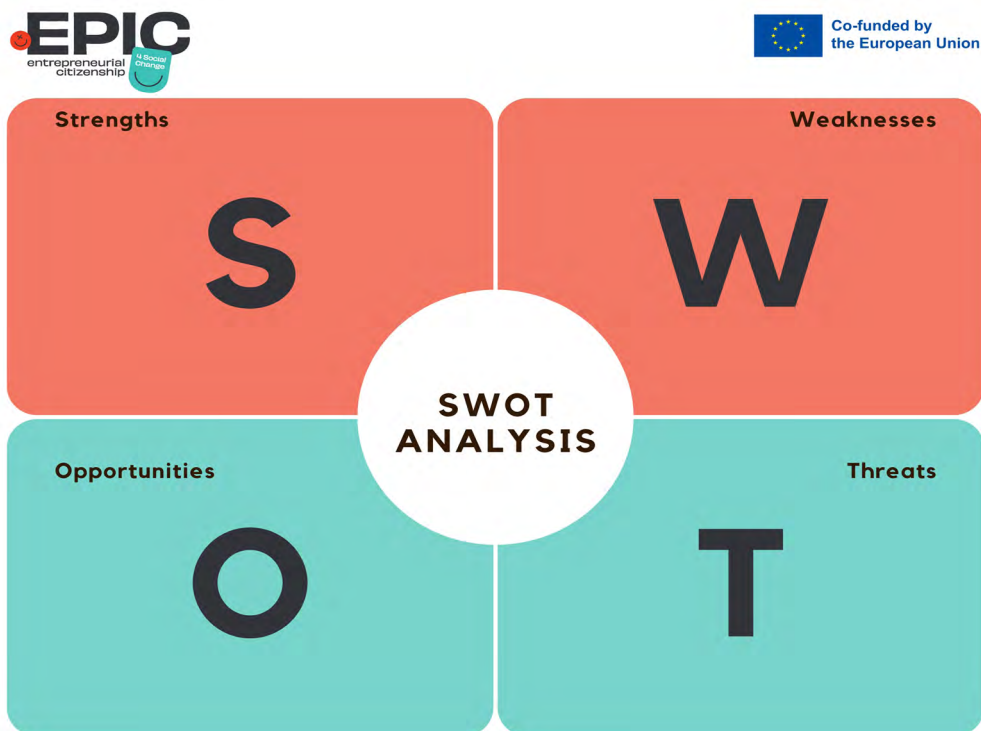 EPIC
entrepreneurial
citizenship
4 Social
Change
Co-funded by
the European Union
Strengths
S
Weaknesses
W
SWOT
ANALYSIS
Opportunities
O
Threats
T